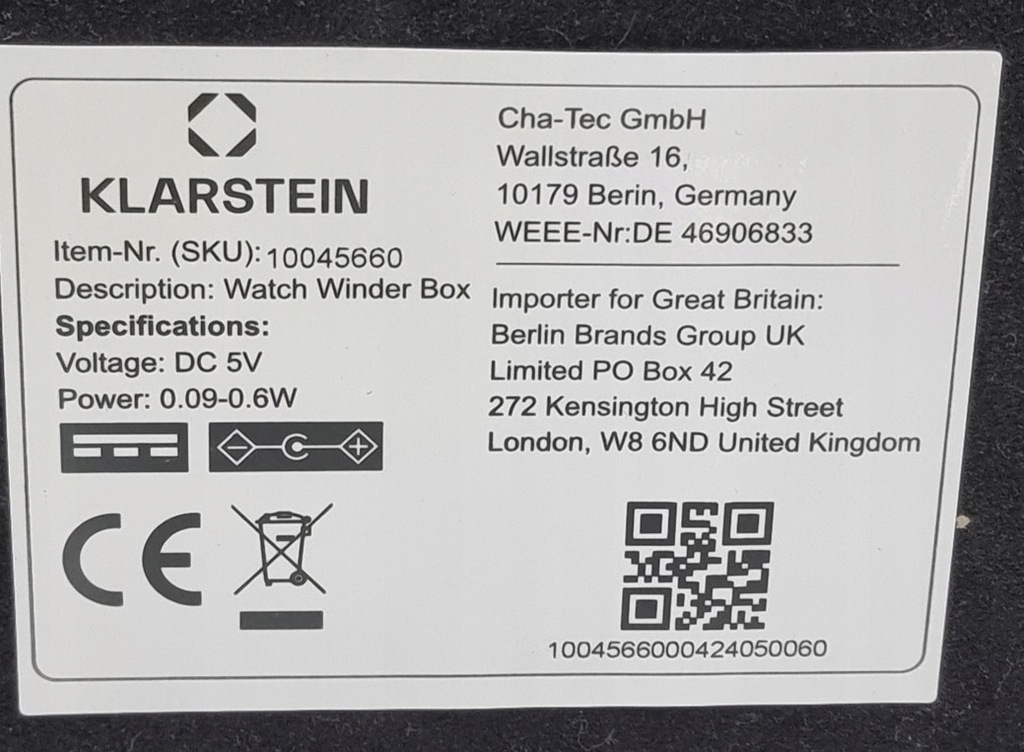 KLARSTEIN
Item-Nr. (SKU): 10045660
Description: Watch Winder Box
Specifications:
Voltage: DC 5V
Power: 0.09-0.6W
CE
Cha-Tec GmbH
Wallstraße 16,
10179 Berin, Germany
WEEE-Nr:DE 46906833
Importer for Great Britain:
Berlin Brands Group UK
Limited PO Box 42
272 Kensington High Street
London, W8 6ND United Kingdom
1004566000424050060